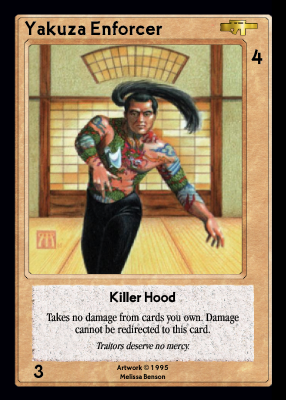 Yakuza Enforcer
4
Killer Hood
Takes no damage from cards you own. Damage
cannot be redirected to this card.
Traitors deserve no mercy.
3
Artwork © 1995
Melissa Benson